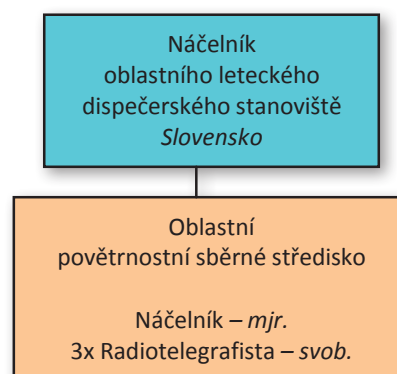 Náčelník
oblastního leteckého
dispečerského stanoviště
Slovensko
Oblastní
povětrnostní sběrné středisko
Náčelník – mjr.
3x Radiotelegrafista – svob.